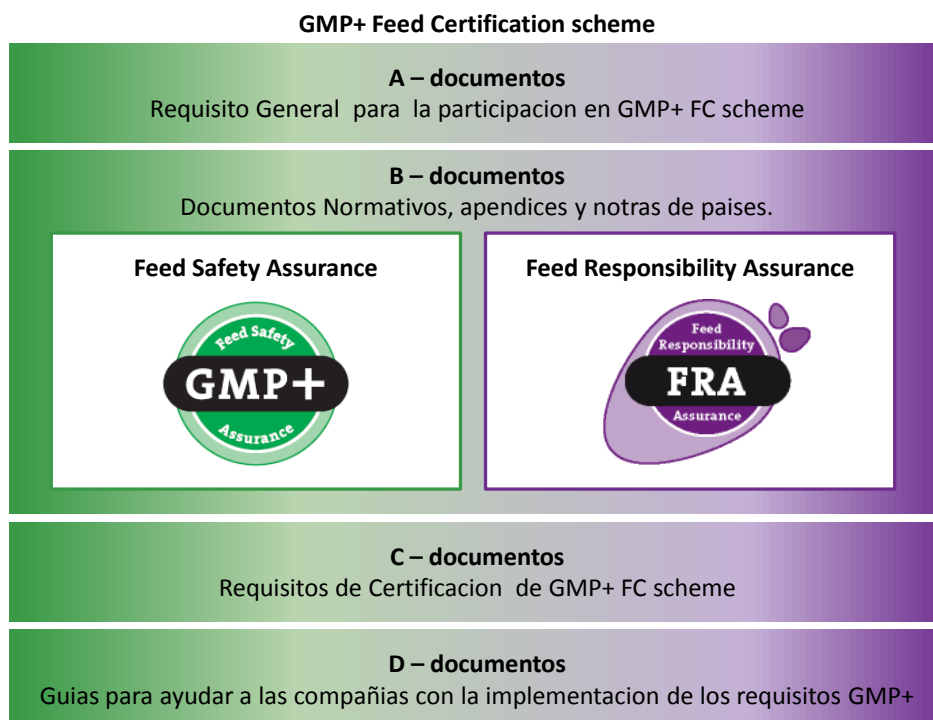 GMP+ Feed Certification scheme
A – documentos
Requisito General  para  la participacion en GMP+ FC scheme
B – documentos
Documentos Normativos, apendices y notras de paises.
Feed Safety Assurance
Feed Safety
GMP+
Assurance
Feed Responsibility Assurance
Feed
Responsibility
FRA
Assurance
C – documentos
Requisitos de Certificacion  de GMP+ FC scheme
D – documentos
Guias para ayudar a las compañias con la implementacion de los requisitos GMP+